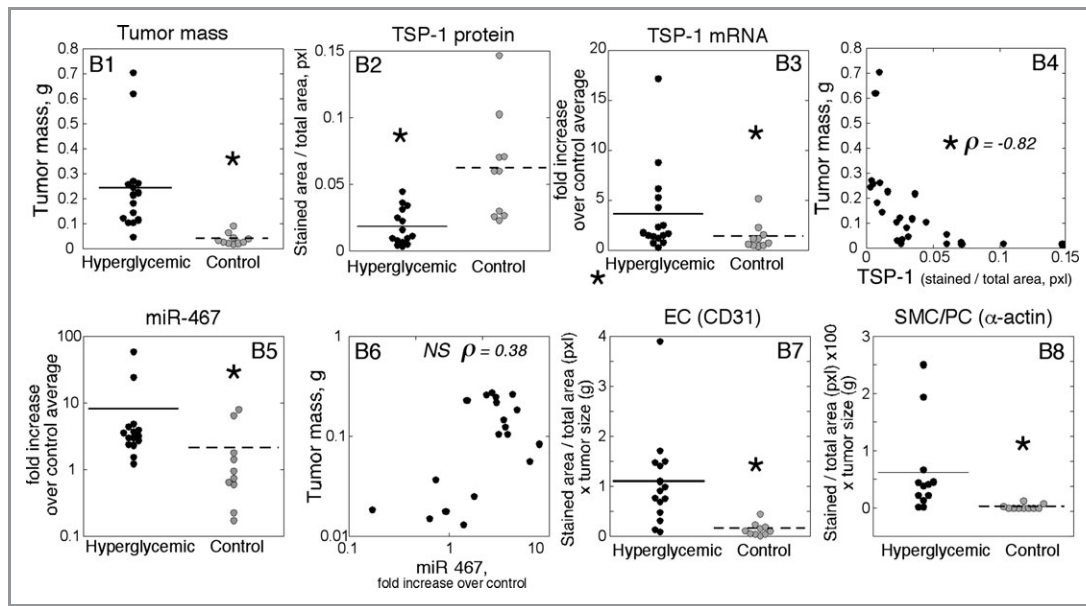 Tumor mass
B1
Tumor mass, g
0.8
0.7
0.6
0.5
0.4
0.3
0.2
0.1
0
*
Hyperglycemic Control
TSP-1 protein
B2
Stained area / total area, pxl
0.15
0.1
0.05
0
*
Hyperglycemic Control
TSP-1 mRNA
B3
fold increase
over control average
20
15
10
5
0
*
Hyperglycemic Control
*
B4
Tumor mass, g
0.8
0.7
0.6
0.5
0.4
0.3
0.2
0.1
0
* ρ = -0.82
0 0.05 0.1 0.15
TSP-1 (stained / total area, pxl)
miR-467
B5
fold increase
over control average
100
10
1
0.1
*
Hyperglycemic Control
B6
NS ρ = 0.38
Tumor mass, g
1
0.1
0.01
0.1 1 10
miR 467,
fold increase over control
EC (CD31)
B7
Stained area / total area (pxl)
x tumor size (g)
4
3
2
1
0
*
Hyperglycemic Control
SMC/PC (α-actin)
B8
Stained / total area (pxl) x100
x tumor size (g)
3
2
1
0
*
Hyperglycemic Control